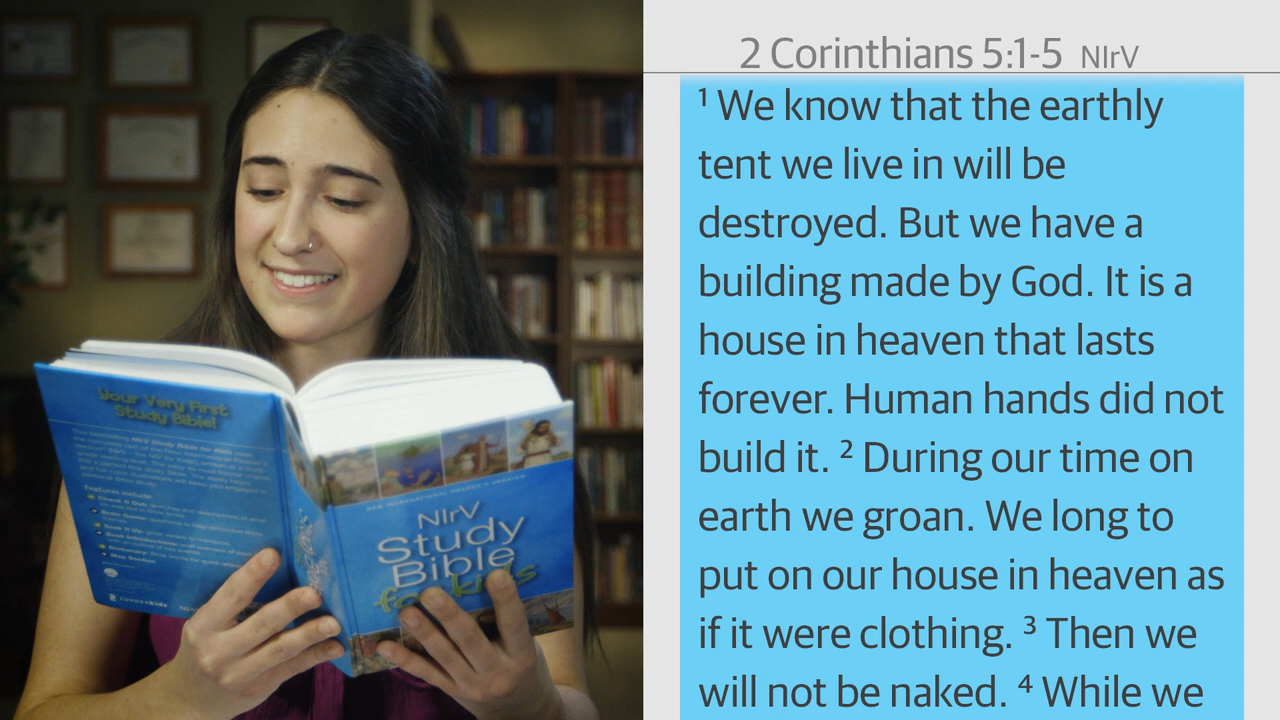 Your Very First
Study Bible!
Features include:
NIrV
Study
Bible
for kids
2 Corinthians 5:1-5 NIrV
¹ We know that the earthly
tent we live in will be
destroyed. But we have a
building made by God. It is a
house in heaven that lasts
forever. Human hands did not
build it. ² During our time on
earth we groan. We long to
put on our house in heaven as
if it were clothing. ³ Then we
will not be naked. ⁴ While we